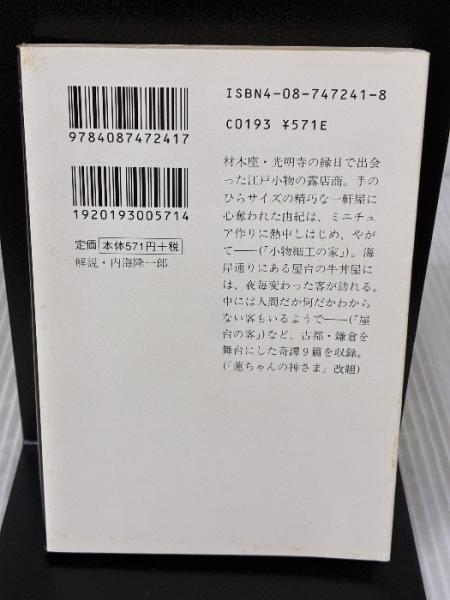 ISBN4-08-747241-8
C0193 ¥571E
9784087472417
1920193005714
定価 本体571円+税
解説・内海隆一郎
材木座・光明寺の縁日で出会
った江戸小物の露店商。手の
ひらサイズの精巧な一軒屋に
心奪われた由紀は、ミニチュ
ア作りに熱中しはじめ、やが
て――(「小物細工の家」)。海
岸通りにある屋台の牛丼屋に
は、夜毎変わった客が訪れる。
中には人間だか何だかわから
ない客もいるようで――(「屋
台の客」)など、古都・鎌倉を
舞台にした奇譚9篇を収録。
(『蓮ちゃんの神さま』改題)